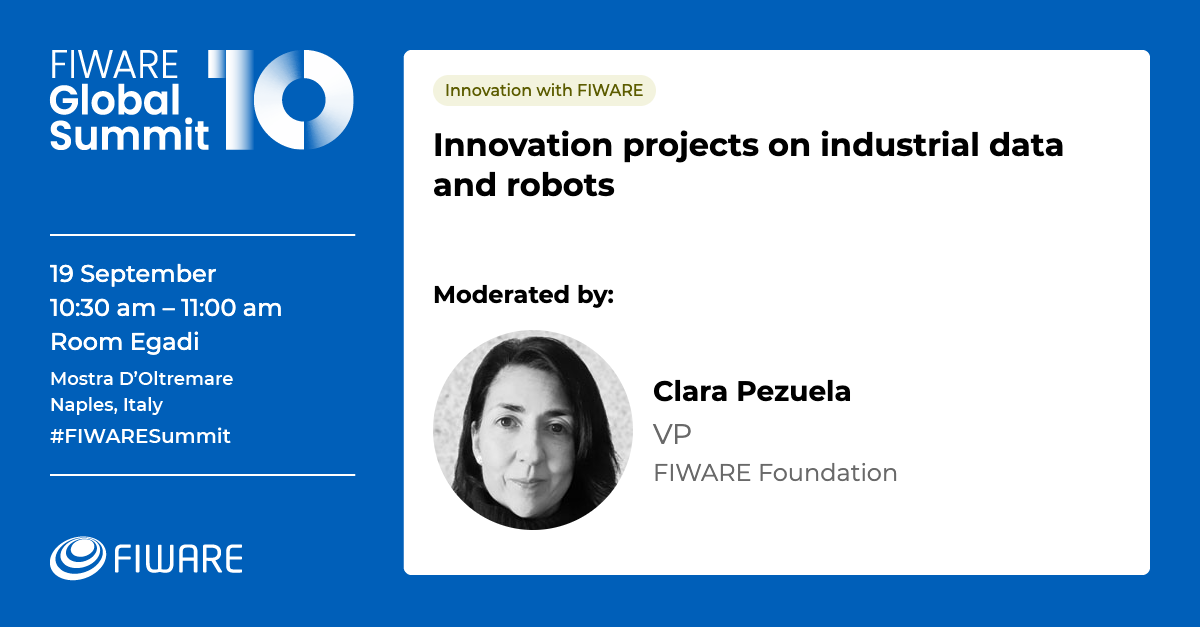 FIWARE
Global
Summit 10
19 September
10:30 am – 11:00 am
Room Egadi
Mostra D’Oltremare
Naples, Italy
#FIWARESummit
FIWARE
Innovation with FIWARE
Innovation projects on industrial data
and robots
Moderated by:
Clara Pezuela
VP
FIWARE Foundation